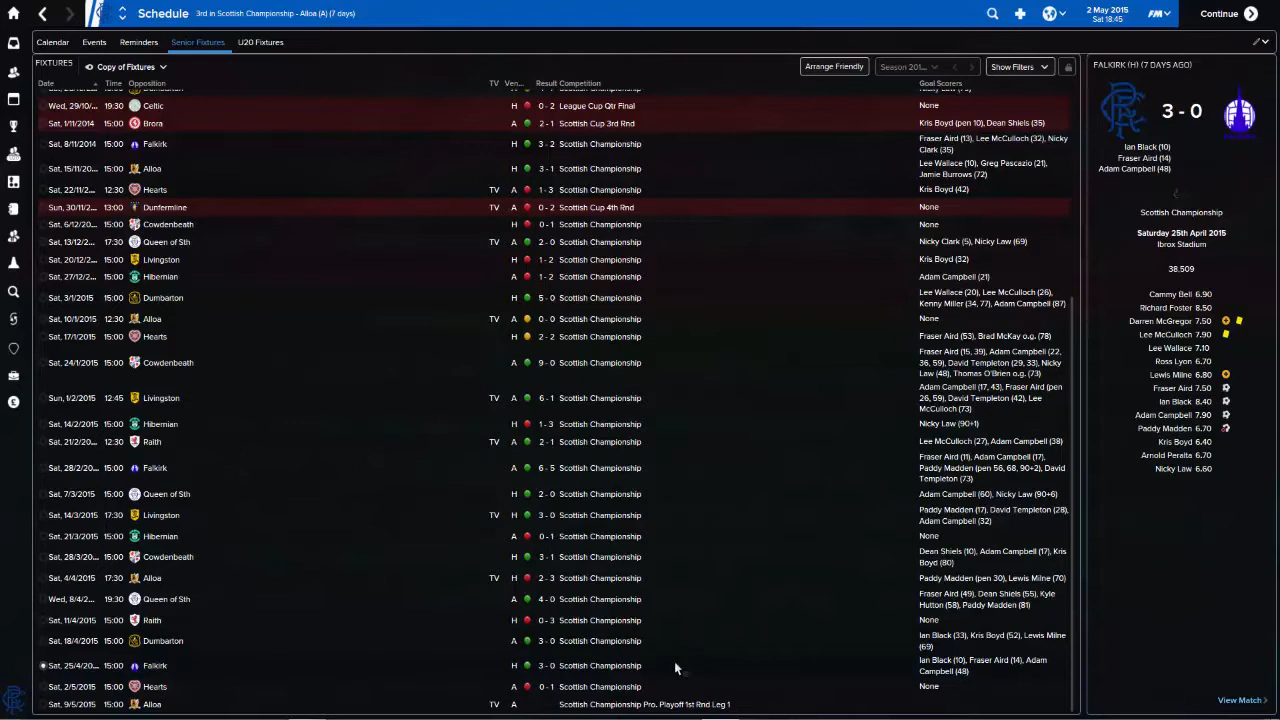 Schedule 3rd in Scottish Championship - Alloa (A) (7 days) 2 May 2015 Sat 18:45 FM Continue
Calendar Events Reminders Senior Fixtures U20 Fixtures
FIXTURES Copy of Fixtures Arrange Friendly Season 201... Show Filters
Date Time Opposition TV Ven... Result Competition Goal Scorers
Wed, 29/10/... 19:30 Celtic H 0 - 2 League Cup Qtr Final None
Sat, 1/11/2014 15:00 Brora A 2 - 1 Scottish Cup 3rd Rnd Kris Boyd (pen 10), Dean Shiels (35)
Sat, 8/11/2014 15:00 Falkirk H 3 - 2 Scottish Championship Fraser Aird (13), Lee McCulloch (32), Nicky Clark (35)
Sat, 15/11/20... 15:00 Alloa H 3 - 1 Scottish Championship Lee Wallace (10), Greg Pascazio (21), Jamie Burrows (72)
Sat, 22/11/2... 12:30 Hearts TV A 1 - 3 Scottish Championship Kris Boyd (42)
Sun, 30/11/2... 13:00 Dunfermline TV A 0 - 2 Scottish Cup 4th Rnd None
Sat, 6/12/20... 15:00 Cowdenbeath H 0 - 1 Scottish Championship None
Sat, 13/12/2... 17:30 Queen of Sth TV A 2 - 0 Scottish Championship Nicky Clark (5), Nicky Law (69)
Sat, 20/12/2... 15:00 Livingston H 1 - 2 Scottish Championship Kris Boyd (32)
Sat, 27/12/2... 15:00 Hibernian A 1 - 2 Scottish Championship Adam Campbell (21)
Sat, 3/1/2015 15:00 Dumbarton H 5 - 0 Scottish Championship Lee Wallace (20), Lee McCulloch (26), Kenny Miller (34, 77), Adam Campbell (87)
Sat, 10/1/2015 12:30 Alloa TV A 0 - 0 Scottish Championship None
Sat, 17/1/2015 15:00 Hearts H 2 - 2 Scottish Championship Fraser Aird (53), Brad McKay o.g. (78)
Sat, 24/1/2015 15:00 Cowdenbeath A 9 - 0 Scottish Championship Fraser Aird (15, 39), Adam Campbell (22, 36, 59), David Templeton (29, 33), Nicky Law (48), Thomas O'Brien o.g. (73)
Sun, 1/2/2015 12:45 Livingston TV A 6 - 1 Scottish Championship Adam Campbell (17, 43), Fraser Aird (pen 26, 59), David Templeton (42), Lee McCulloch (73)
Sat, 14/2/2015 15:00 Hibernian H 1 - 3 Scottish Championship Nicky Law (90+1)
Sat, 21/2/20... 12:30 Raith TV A 2 - 1 Scottish Championship Lee McCulloch (27), Adam Campbell (38)
Sat, 28/2/20... 15:00 Falkirk A 6 - 5 Scottish Championship Fraser Aird (11), Adam Campbell (17), Paddy Madden (pen 56, 68, 90+2), David Templeton (73)
Sat, 7/3/2015 15:00 Queen of Sth H 2 - 0 Scottish Championship Adam Campbell (60), Nicky Law (90+6)
Sat, 14/3/2015 17:30 Livingston TV H 3 - 0 Scottish Championship Paddy Madden (17), David Templeton (28), Adam Campbell (32)
Sat, 21/3/2015 15:00 Hibernian A 0 - 1 Scottish Championship None
Sat, 28/3/20... 15:00 Cowdenbeath H 3 - 1 Scottish Championship Dean Shiels (10), Adam Campbell (17), Kris Boyd (80)
Sat, 4/4/2015 17:30 Alloa TV H 2 - 3 Scottish Championship Paddy Madden (pen 30), Lewis Milne (70)
Wed, 8/4/2... 19:30 Queen of Sth A 4 - 0 Scottish Championship Fraser Aird (49), Dean Shiels (55), Kyle Hutton (58), Paddy Madden (81)
Sat, 11/4/2015 15:00 Raith H 0 - 3 Scottish Championship None
Sat, 18/4/2015 15:00 Dumbarton A 3 - 0 Scottish Championship Ian Black (33), Kris Boyd (52), Lewis Milne (69)
Sat, 25/4/20... 15:00 Falkirk H 3 - 0 Scottish Championship Ian Black (10), Fraser Aird (14), Adam Campbell (48)
Sat, 2/5/2015 15:00 Hearts A 0 - 1 Scottish Championship None
Sat, 9/5/2015 15:00 Alloa TV A Scottish Championship Pro. Playoff 1st Rnd Leg 1
FALKIRK (H) (7 DAYS AGO)
3 - 0
Ian Black (10)
Fraser Aird (14)
Adam Campbell (48)
Scottish Championship
Saturday 25th April 2015
Ibrox Stadium
38.509
Cammy Bell 6.90
Richard Foster 8.50
Darren McGregor 7.50
Lee McCulloch 7.90
Lee Wallace 7.10
Ross Lyon 6.70
Lewis Milne 6.80
Fraser Aird 7.50
Ian Black 8.40
Adam Campbell 7.90
Paddy Madden 6.70
Kris Boyd 6.40
Arnold Peralta 6.70
Nicky Law 6.60
View Match